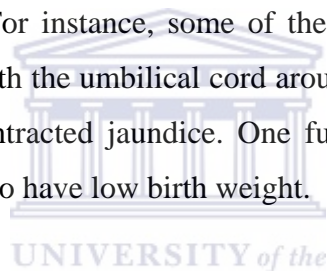 For instance, some of the
th the umbilical cord arou
ntracted jaundice. One fu
o have low birth weight.
UNIVERSITY of the